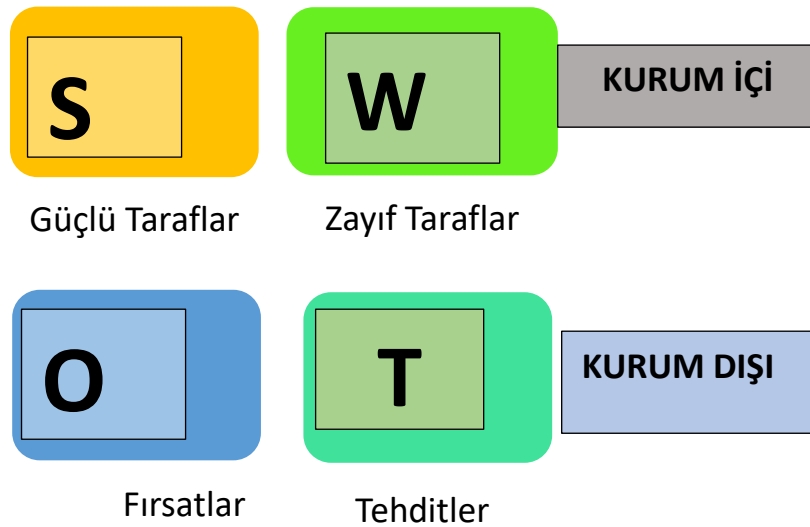 S
W
KURUM İÇİ
Güçlü Taraflar
Zayıf Taraflar
O
T
KURUM DIŞI
Fırsatlar
Tehditler